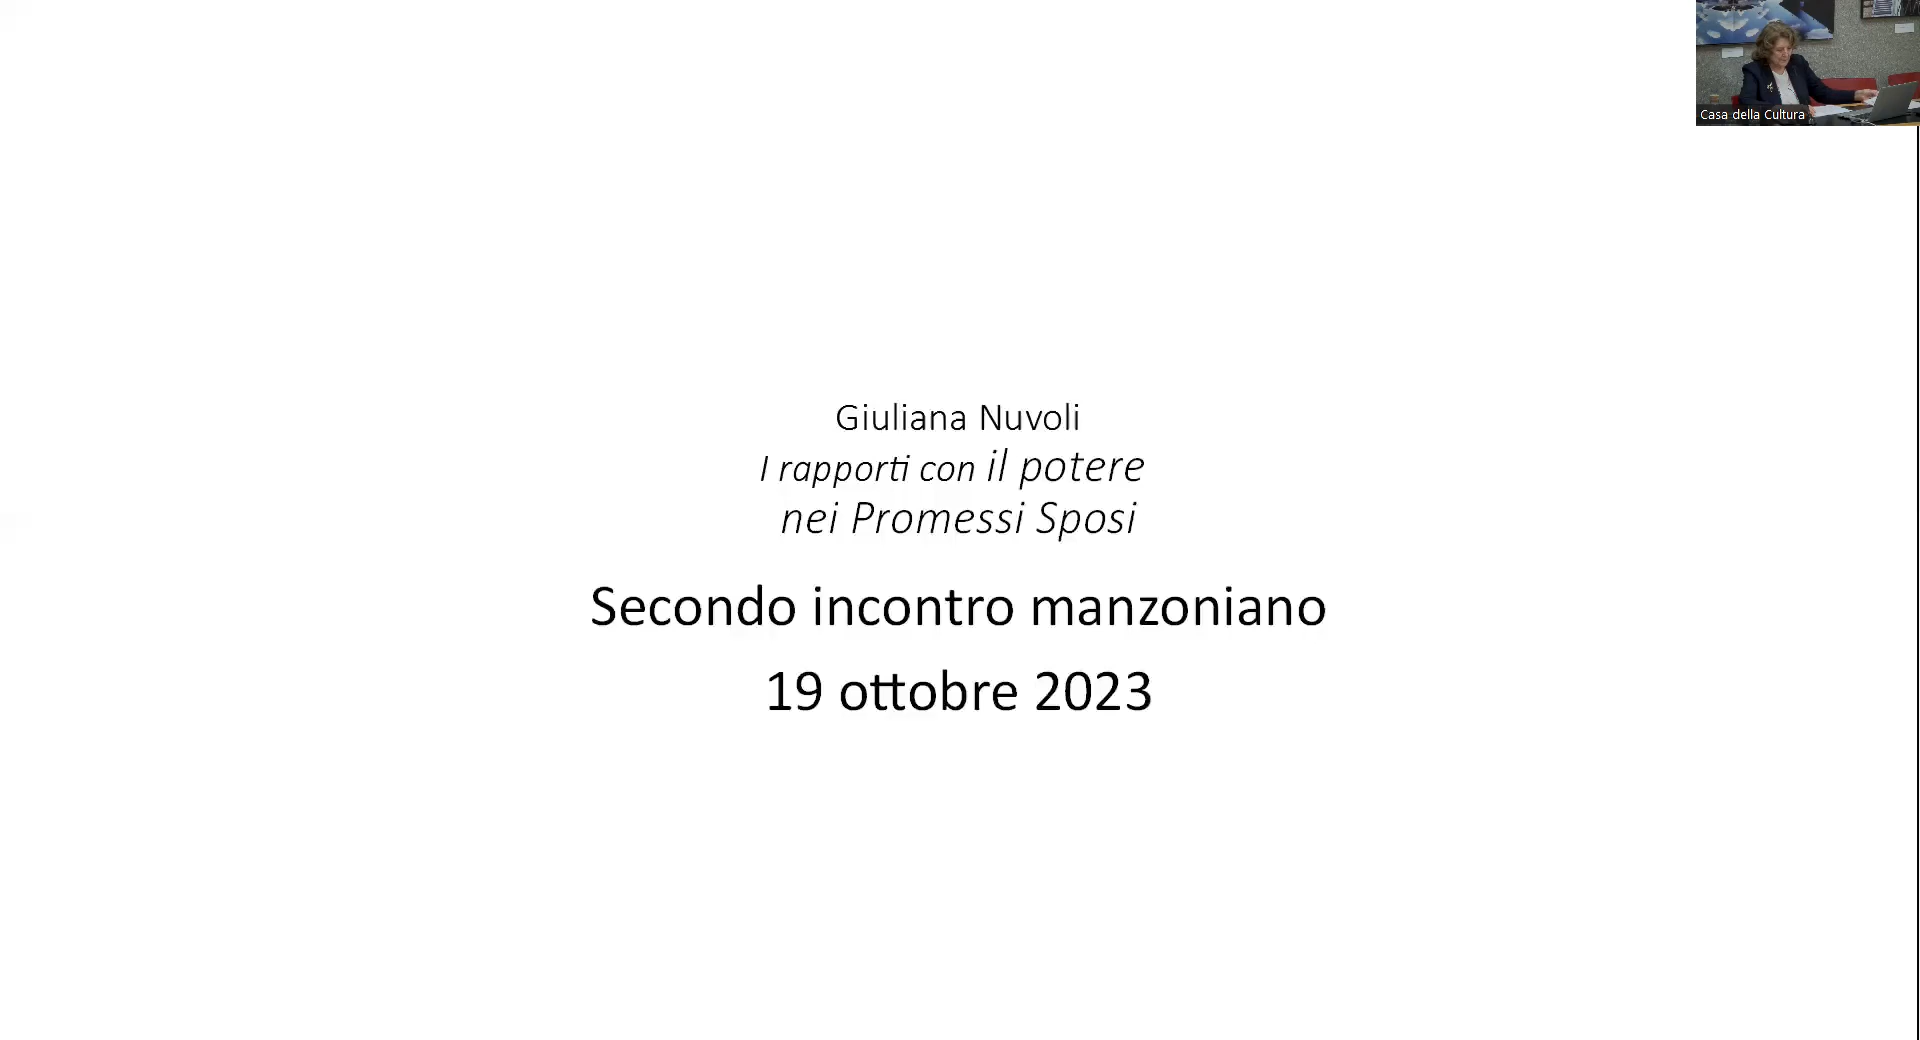 Casa della Cultura
Giuliana Nuvoli
I rapporti con il potere
nei Promessi Sposi
Secondo incontro manzoniano
19 ottobre 2023